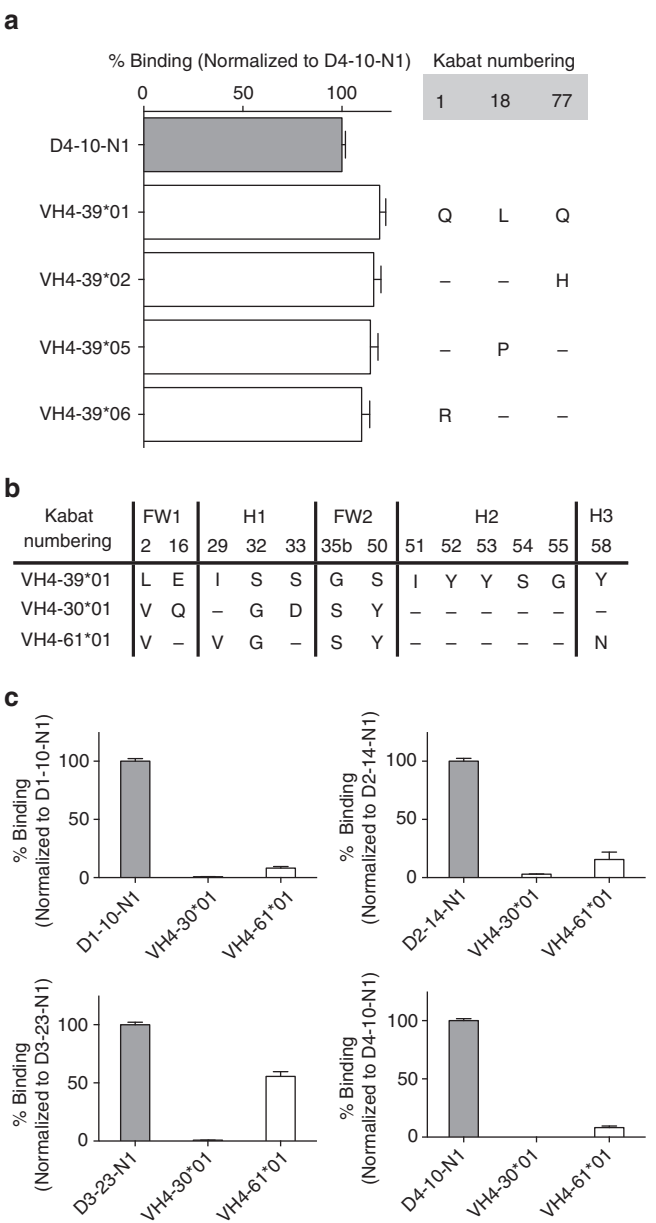 a
% Binding (Normalized to D4-10-N1) Kabat numbering
0 50 100
1 18 77
D4-10-N1
VH4-39*01 Q L Q
VH4-39*02 – – H
VH4-39*05 – P –
VH4-39*06 R – –
b
Kabat numbering FW1 H1 FW2 H2 H3
2 16 29 32 33 35b 50 51 52 53 54 55 58
VH4-39*01 L E I S S G S I Y Y S G Y
VH4-30*01 V Q – G D S Y – – – – – –
VH4-61*01 V – V G – S Y – – – – – N
c
% Binding
(Normalized to D1-10-N1)
100
50
0
D1-10-N1 VH4-30*01 VH4-61*01
% Binding
(Normalized to D2-14-N1)
100
50
0
D2-14-N1 VH4-30*01 VH4-61*01
% Binding
(Normalized to D3-23-N1)
100
50
0
D3-23-N1 VH4-30*01 VH4-61*01
% Binding
(Normalized to D4-10-N1)
100
50
0
D4-10-N1 VH4-30*01 VH4-61*01